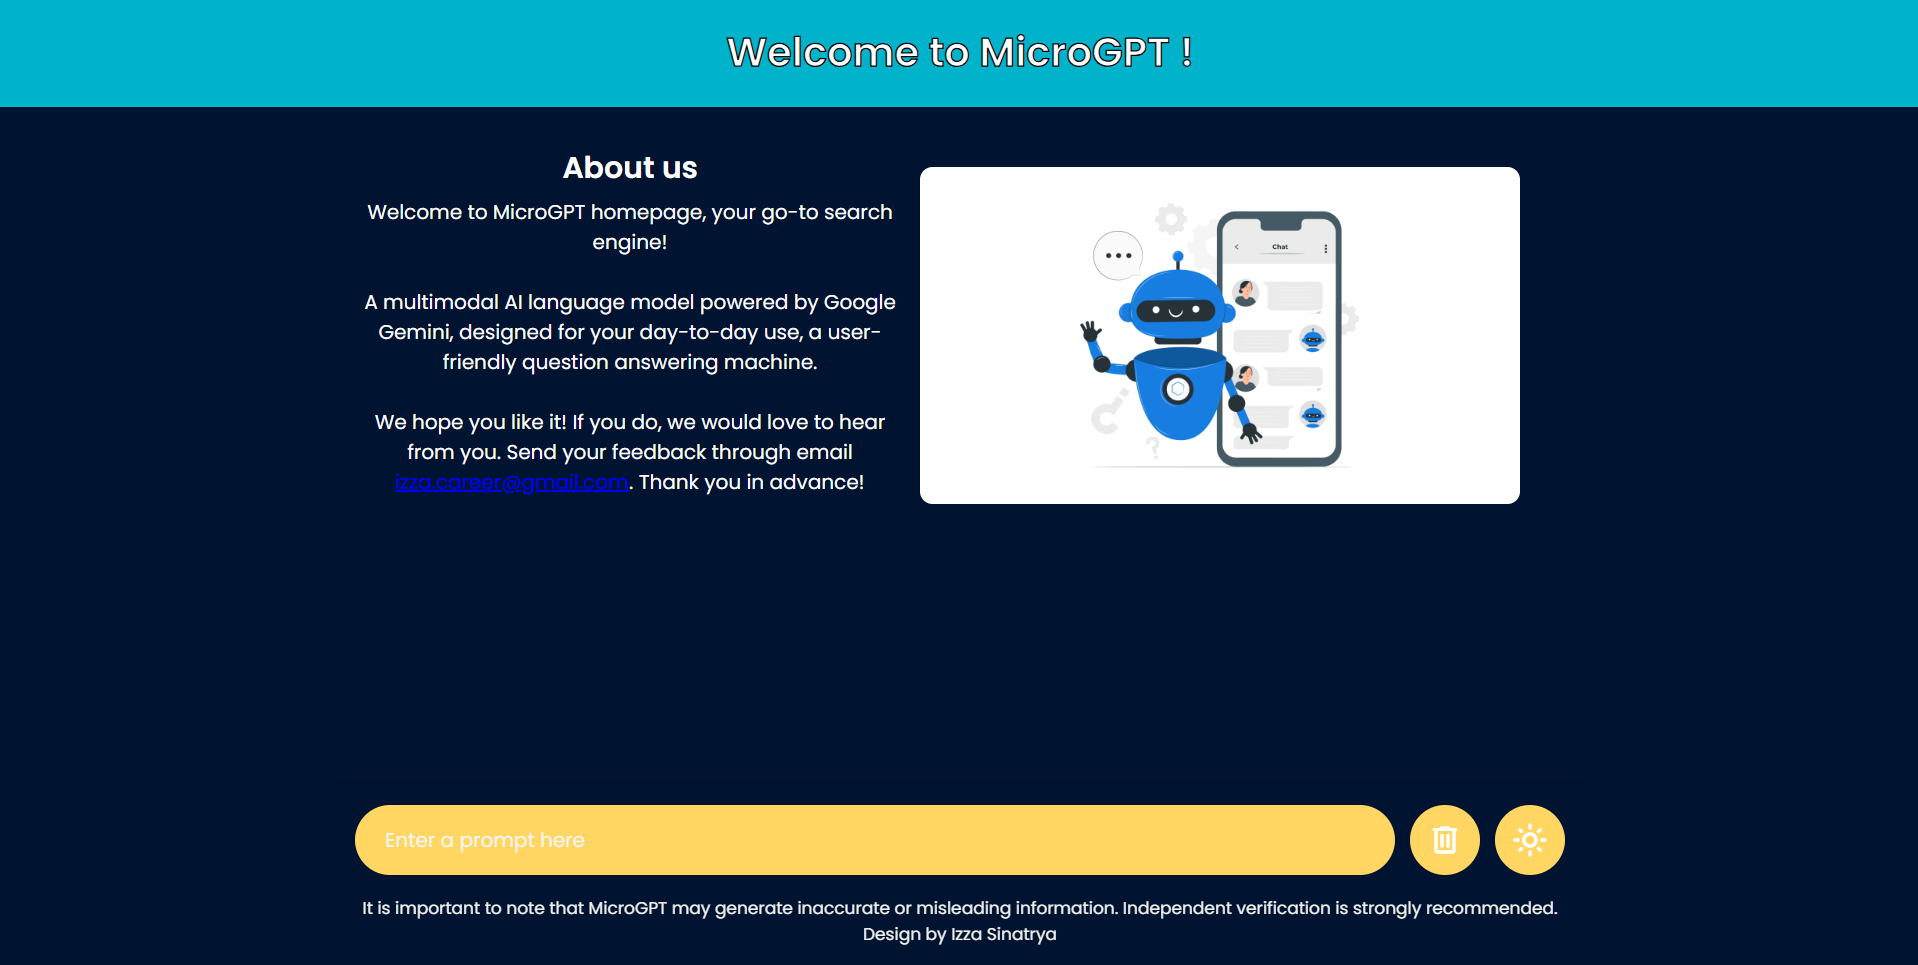 Welcome to MicroGPT !
About us
Welcome to MicroGPT homepage, your go-to search
engine!
A multimodal AI language model powered by Google
Gemini, designed for your day-to-day use, a user-
friendly question answering machine.
We hope you like it! If you do, we would love to hear
from you. Send your feedback through email
izza.career@gmail.com. Thank you in advance!
Chat
Enter a prompt here
It is important to note that MicroGPT may generate inaccurate or misleading information. Independent verification is strongly recommended.
Design by Izza Sinatrya